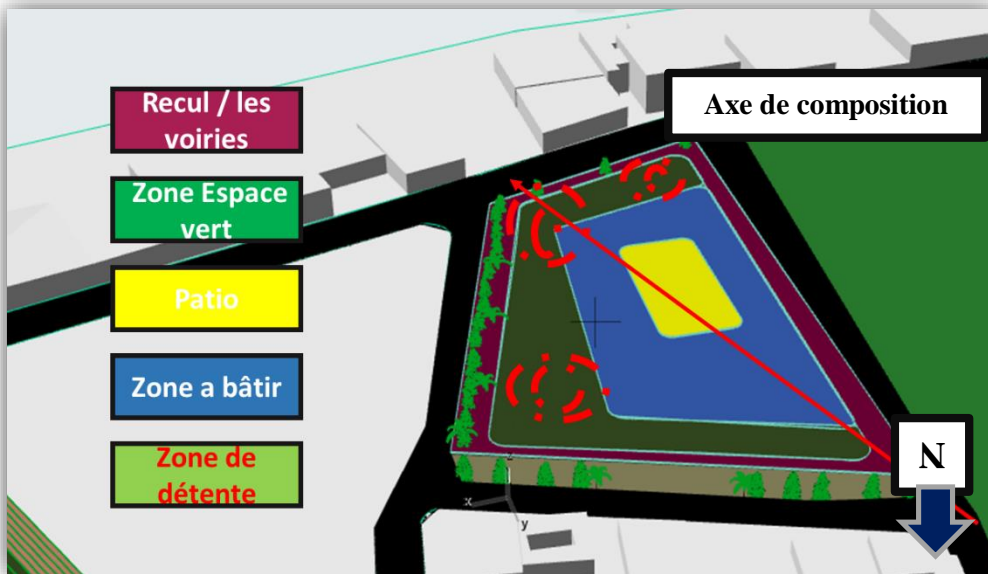 Recul / les
voiries
Zone Espace
vert
Patio
Zone a bâtir
Zone de
détente
Axe de composition
N
z
x
y